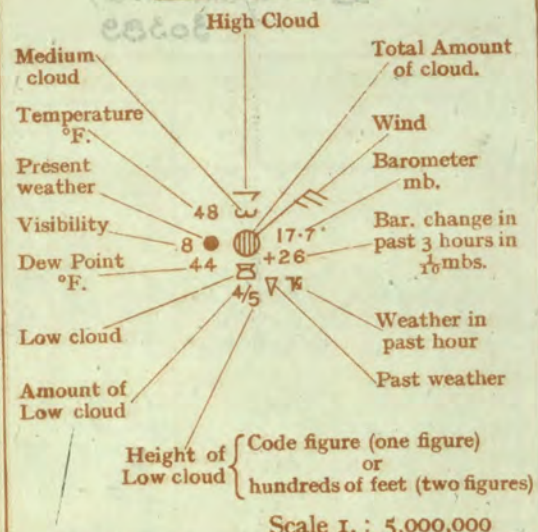 High Cloud
Medium
cloud
Total Amount
of cloud.
Temperature
°F.
Wind
Present
weather
Barometer
mb.
48
Visibility
8
17·7
Bar. change in
past 3 hours in
1/10 mbs.
+26
Dew Point
°F.
44
4/5
Low cloud
Weather in
past hour
Amount of
Low cloud
Past weather
Height of
Low cloud
Code figure (one figure)
or
hundreds of feet (two figures)
Scale 1. : 5,000,000